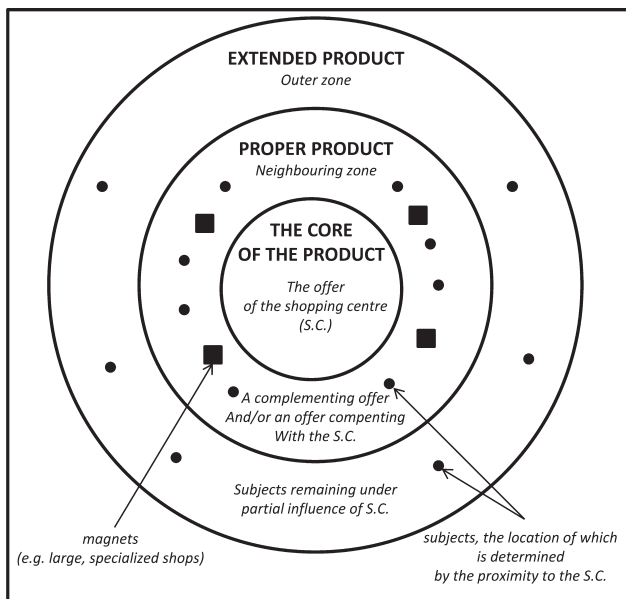 EXTENDED PRODUCT
Outer zone
PROPER PRODUCT
Neighbouring zone
THE CORE
OF THE PRODUCT
The offer
of the shopping centre
(S.C.)
A complementing offer
And/or an offer compenting
With the S.C.
Subjects remaining under
partial influence of S.C.
magnets
(e.g. large, specialized shops)
subjects, the location of which
is determined
by the proximity to the S.C.